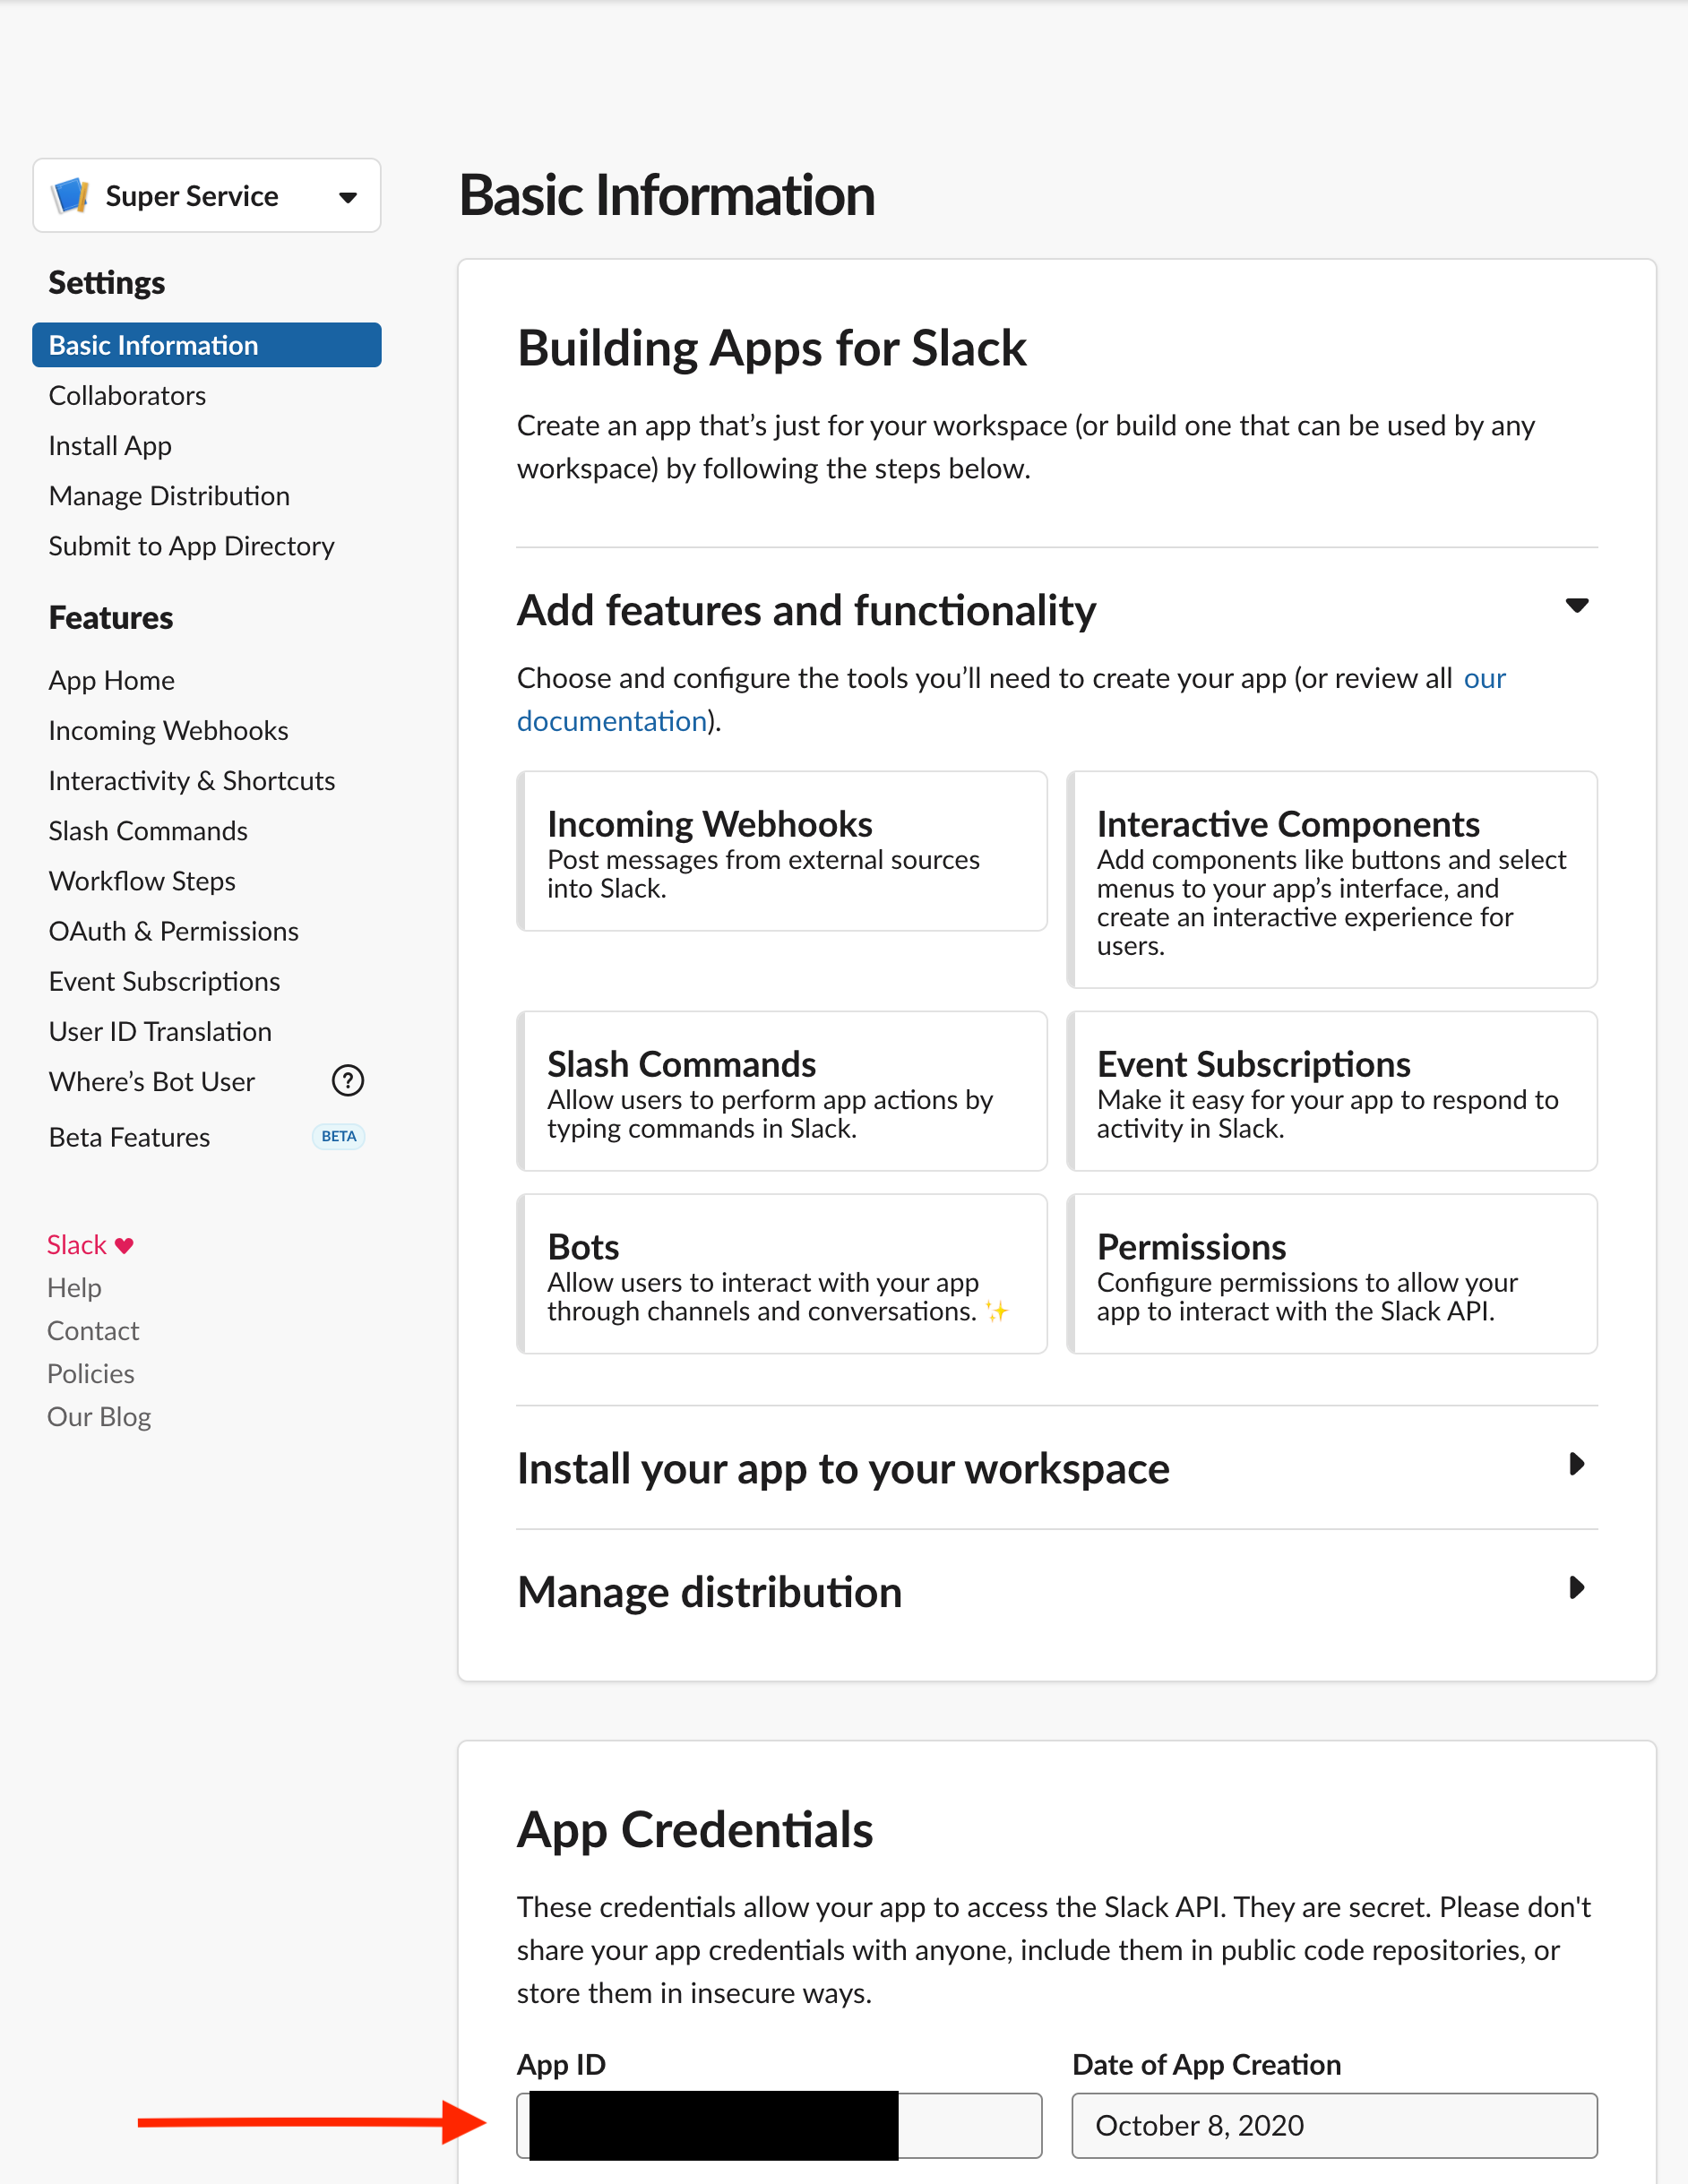 Super Service
Settings
Basic Information
Collaborators
Install App
Manage Distribution
Submit to App Directory
Features
App Home
Incoming Webhooks
Interactivity & Shortcuts
Slash Commands
Workflow Steps
OAuth & Permissions
Event Subscriptions
User ID Translation
Where’s Bot User ?
Beta Features BETA
Slack ♥
Help
Contact
Policies
Our Blog
Basic Information
Building Apps for Slack
Create an app that’s just for your workspace (or build one that can be used by any
workspace) by following the steps below.
Add features and functionality
Choose and configure the tools you’ll need to create your app (or review all our
documentation).
Incoming Webhooks
Post messages from external sources
into Slack.
Interactive Components
Add components like buttons and select
menus to your app’s interface, and
create an interactive experience for
users.
Slash Commands
Allow users to perform app actions by
typing commands in Slack.
Event Subscriptions
Make it easy for your app to respond to
activity in Slack.
Bots
Allow users to interact with your app
through channels and conversations. ✨
Permissions
Configure permissions to allow your
app to interact with the Slack API.
Install your app to your workspace
Manage distribution
App Credentials
These credentials allow your app to access the Slack API. They are secret. Please don't
share your app credentials with anyone, include them in public code repositories, or
store them in insecure ways.
App ID
Date of App Creation
October 8, 2020